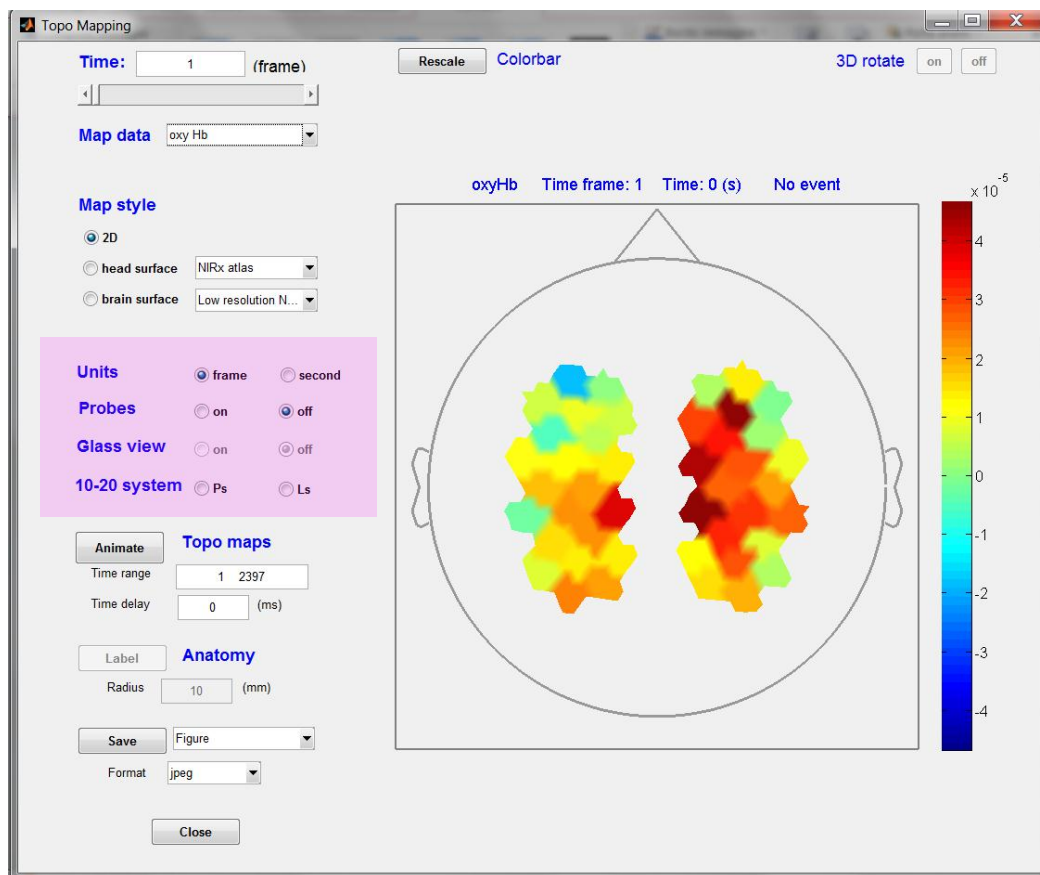 Topo Mapping
Time: 1 (frame)
Rescale Colorbar
3D rotate on off
Map data oxy Hb
oxyHb Time frame: 1 Time: 0 (s) No event
x 10^-5
Map style
2D
head surface NIRx atlas
brain surface Low resolution N...
Units frame second
Probes on off
Glass view on off
10-20 system Ps Ls
Animate Topo maps
Time range 1 2397
Time delay 0 (ms)
Label Anatomy
Radius 10 (mm)
Save Figure
Format jpeg
Close
4
3
2
1
0
-1
-2
-3
-4